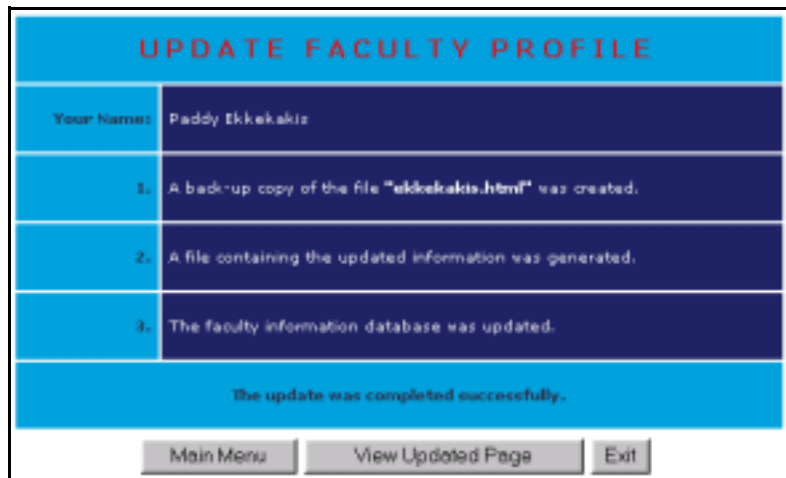 UPDATE FACULTY PROFILE
Your Name: Paddy Ekkekakis
1. A back-up copy of the file "ekkekakis.html" was created.
2. A file containing the updated information was generated.
3. The faculty information database was updated.
The update was completed successfully.
Main Menu View Updated Page Exit